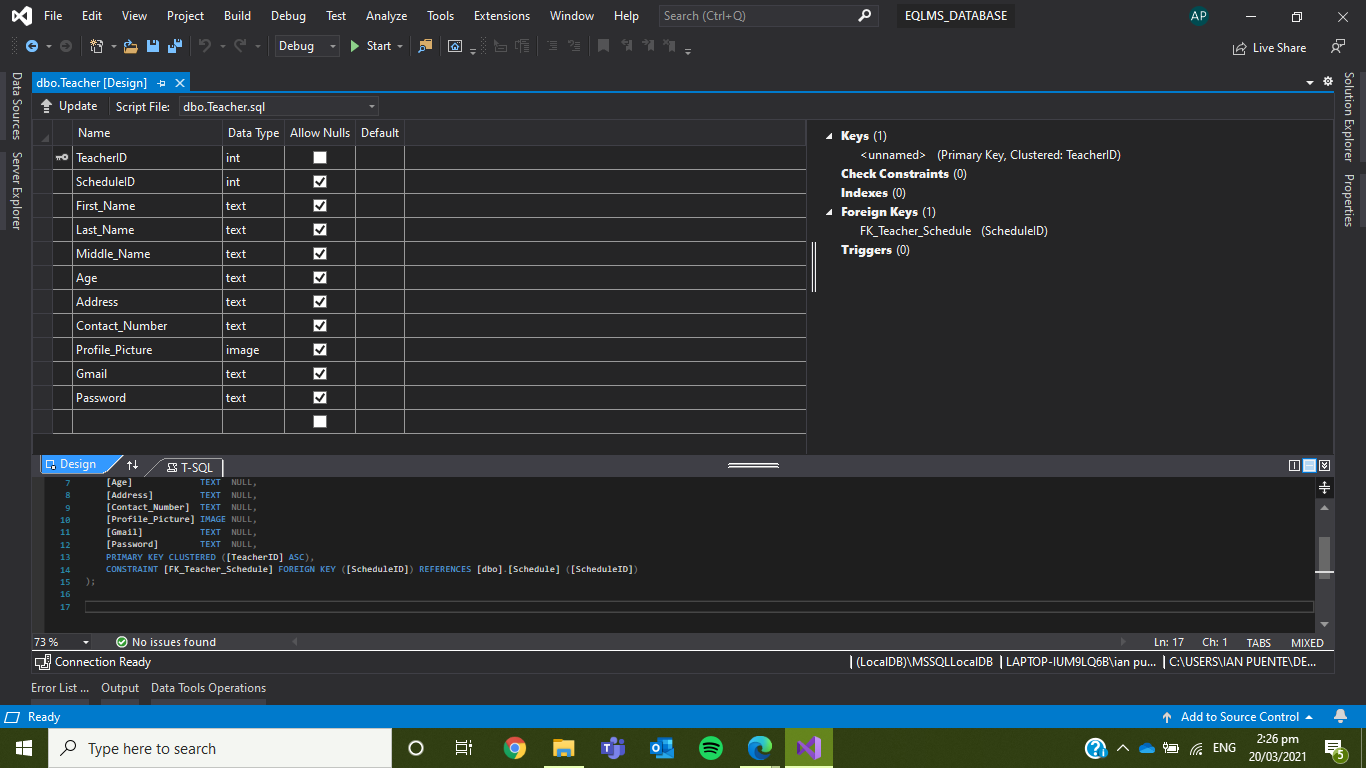 File Edit View Project Build Debug Test Analyze Tools Extensions Window Help Search (Ctrl+Q) EQLMS_DATABASE AP
Debug Start Live Share
dbo.Teacher [Design]
Update Script File: dbo.Teacher.sql
Data Sources
Server Explorer
Solution Explorer
Properties
Name Data Type Allow Nulls Default
TeacherID int
ScheduleID int
First_Name text
Last_Name text
Middle_Name text
Age text
Address text
Contact_Number text
Profile_Picture image
Gmail text
Password text
Keys (1)
<unnamed> (Primary Key, Clustered: TeacherID)
Check Constraints (0)
Indexes (0)
Foreign Keys (1)
FK_Teacher_Schedule (ScheduleID)
Triggers (0)
Design T-SQL
7 [Age] TEXT NULL,
8 [Address] TEXT NULL,
9 [Contact_Number] TEXT NULL,
10 [Profile_Picture] IMAGE NULL,
11 [Gmail] TEXT NULL,
12 [Password] TEXT NULL,
13 PRIMARY KEY CLUSTERED ([TeacherID] ASC),
14 CONSTRAINT [FK_Teacher_Schedule] FOREIGN KEY ([ScheduleID]) REFERENCES [dbo].[Schedule] ([ScheduleID])
15 );
16
17
73 % No issues found Ln: 17 Ch: 1 TABS MIXED
Connection Ready (LocalDB)\MSSQLLocalDB LAPTOP-IUM9LQ6B\ian pu... C:\USERS\IAN PUENTE\DE...
Error List ... Output Data Tools Operations
Ready Add to Source Control
Type here to search ENG 2:26 pm
20/03/2021 5